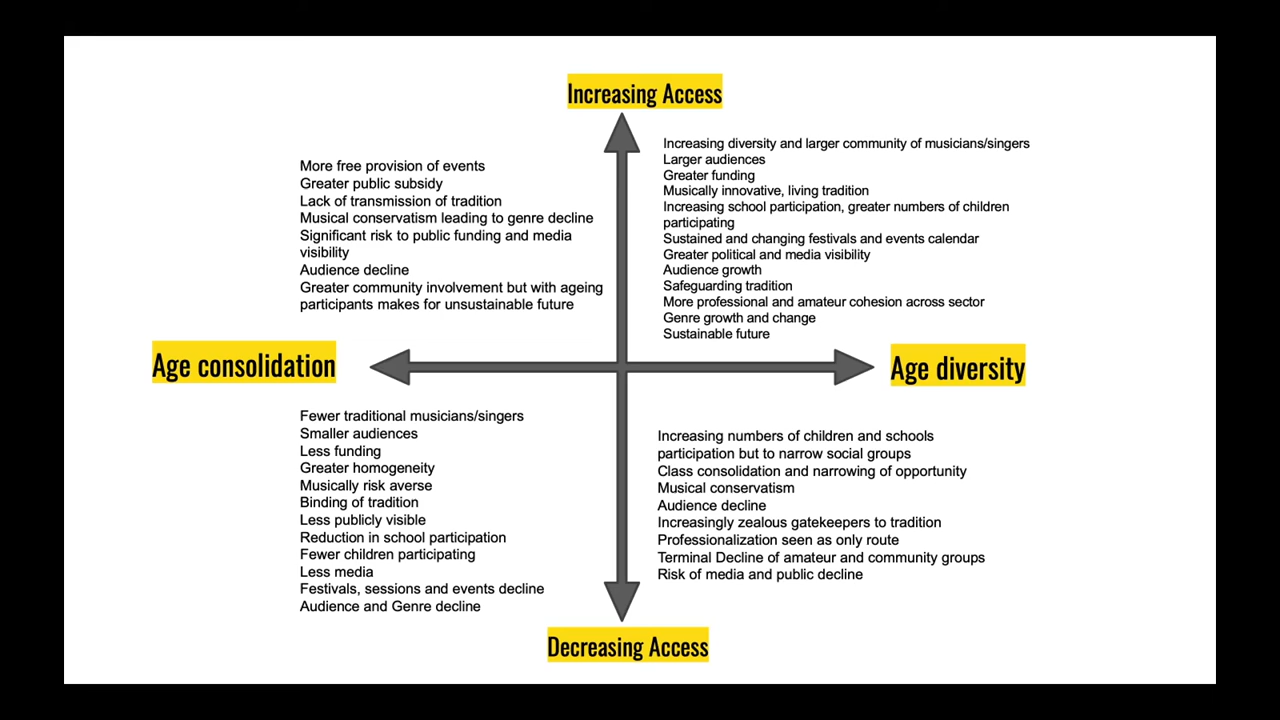 Increasing Access
More free provision of events
Greater public subsidy
Lack of transmission of tradition
Musical conservatism leading to genre decline
Significant risk to public funding and media
visibility
Audience decline
Greater community involvement but with ageing
participants makes for unsustainable future
Increasing diversity and larger community of musicians/singers
Larger audiences
Greater funding
Musically innovative, living tradition
Increasing school participation, greater numbers of children
participating
Sustained and changing festivals and events calendar
Greater political and media visibility
Audience growth
Safeguarding tradition
More professional and amateur cohesion across sector
Genre growth and change
Sustainable future
Age consolidation
Age diversity
Fewer traditional musicians/singers
Smaller audiences
Less funding
Greater homogeneity
Musically risk averse
Binding of tradition
Less publicly visible
Reduction in school participation
Fewer children participating
Less media
Festivals, sessions and events decline
Audience and Genre decline
Increasing numbers of children and schools
participation but to narrow social groups
Class consolidation and narrowing of opportunity
Musical conservatism
Audience decline
Increasingly zealous gatekeepers to tradition
Professionalization seen as only route
Terminal Decline of amateur and community groups
Risk of media and public decline
Decreasing Access